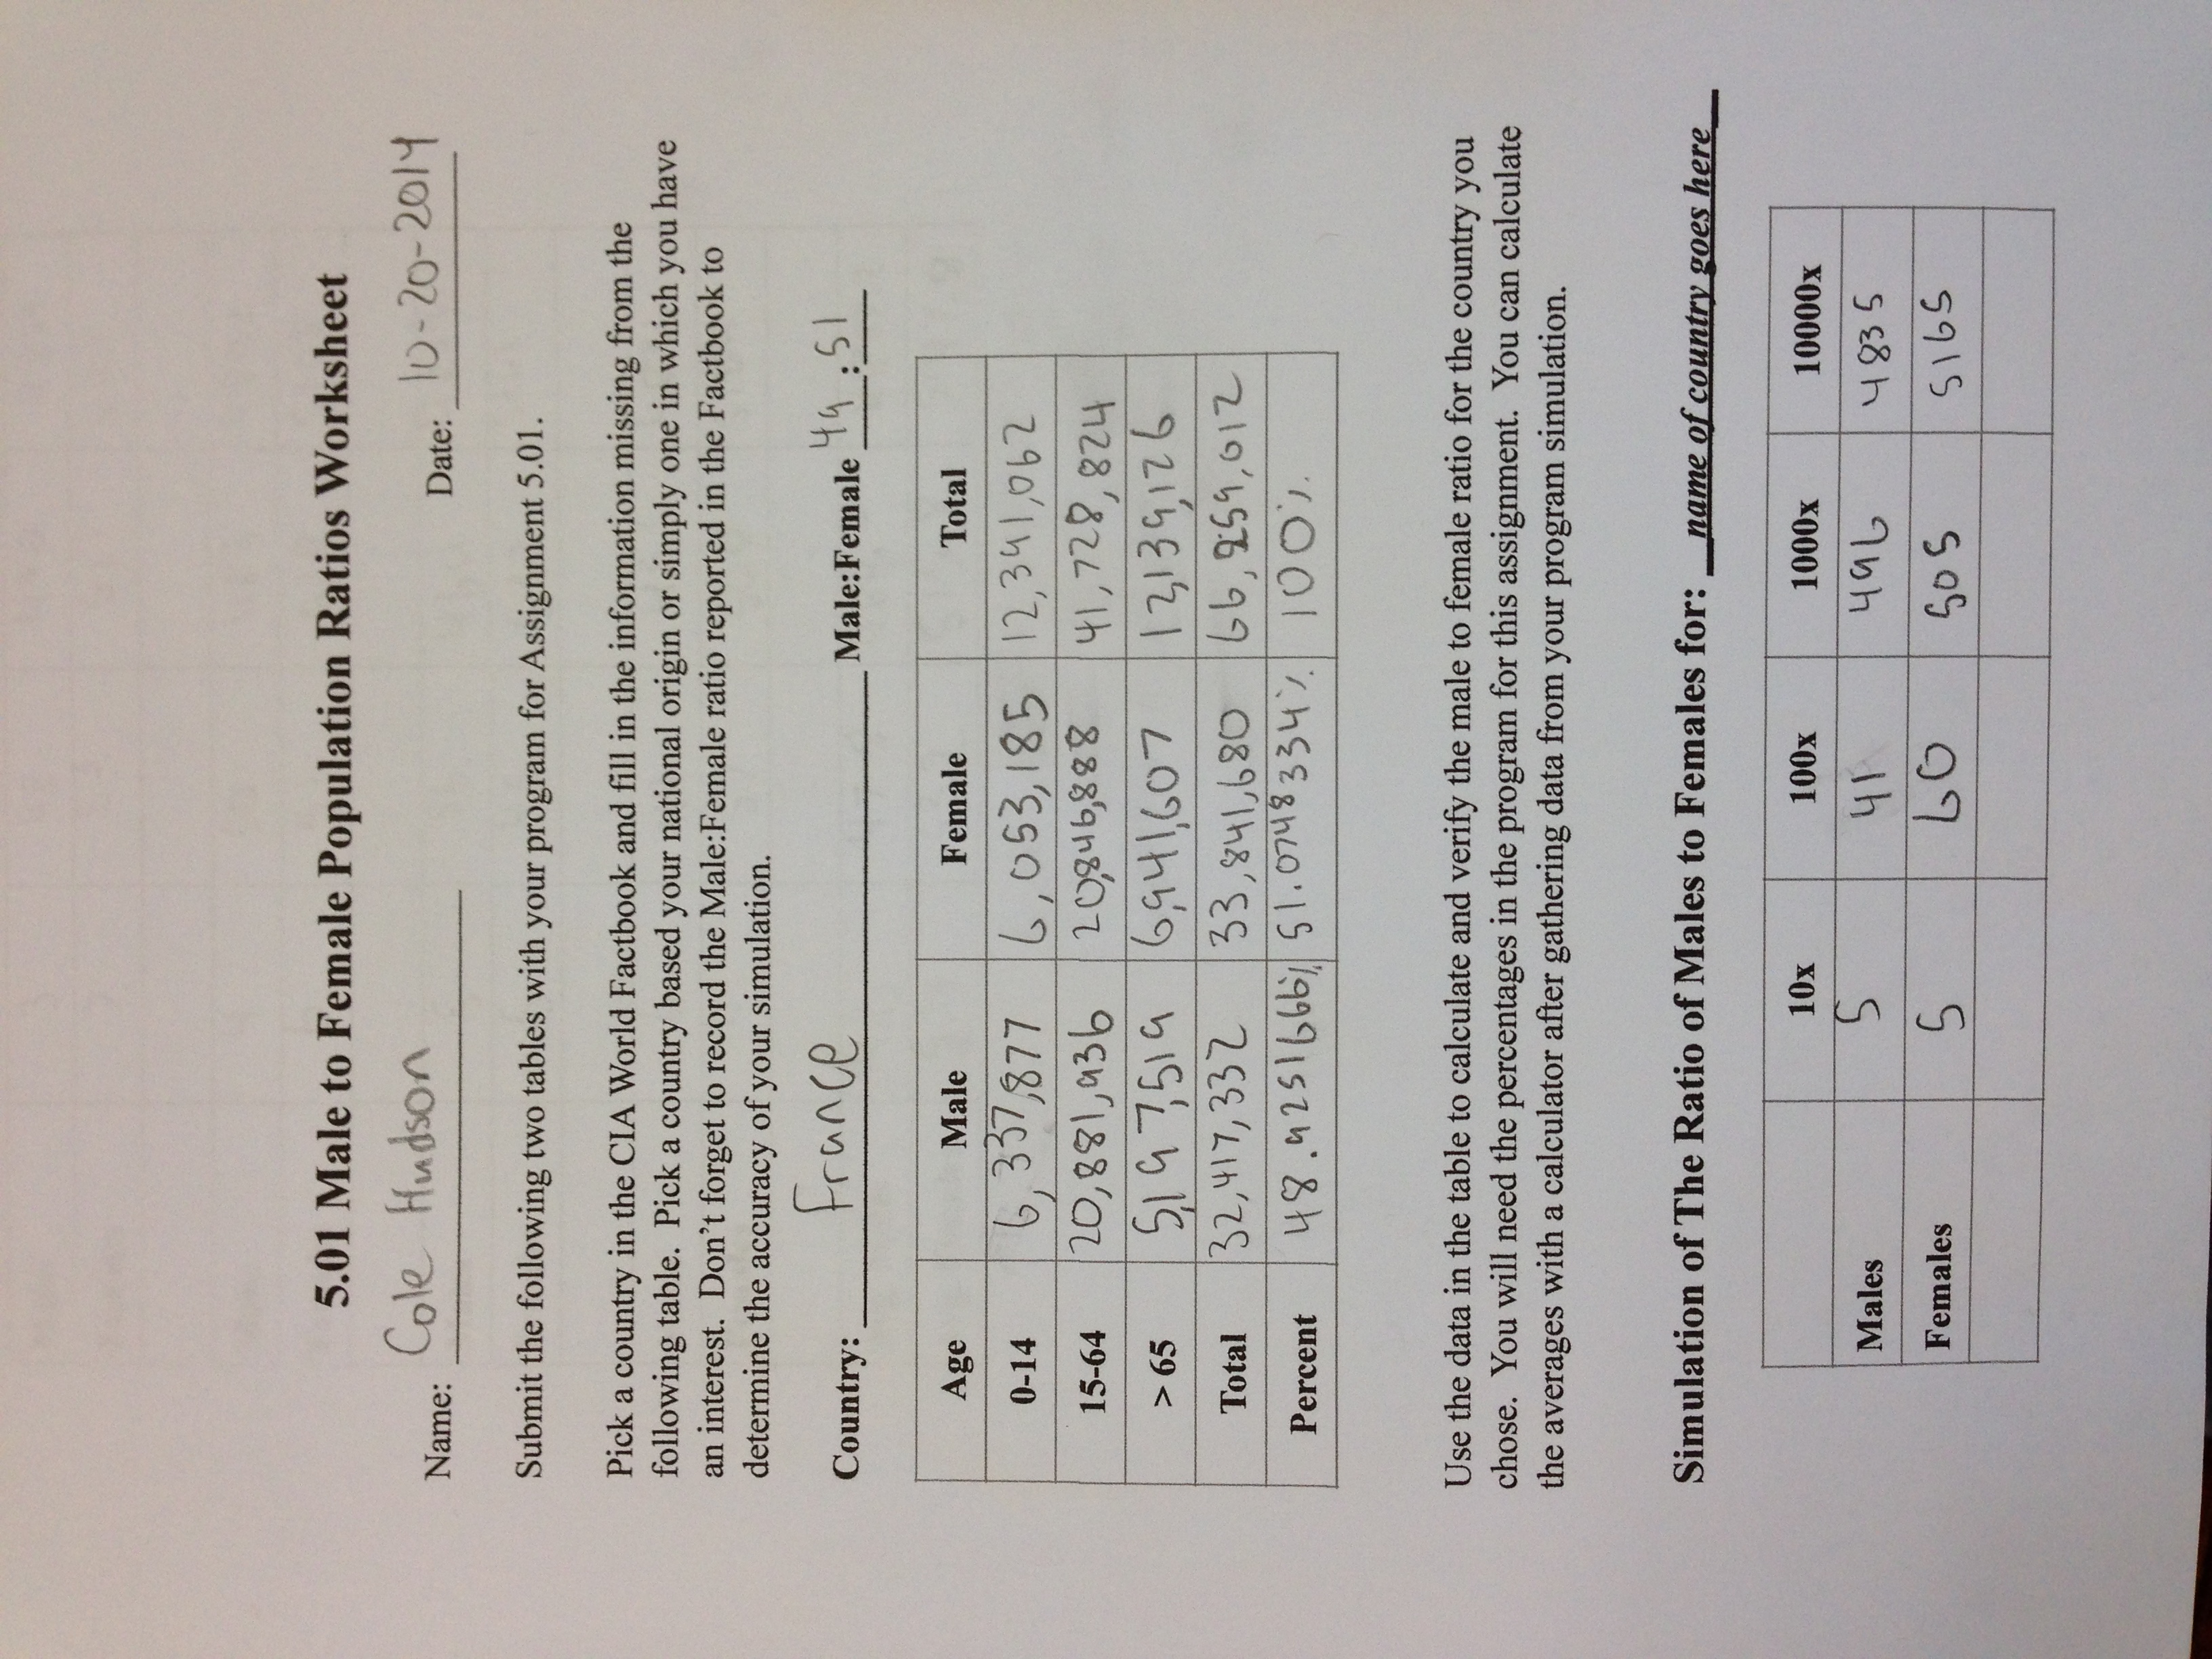 5.01 Male to Female Population Ratios Worksheet
Name: Cole Hudson Date: 10-20-2014
Submit the following two tables with your program for Assignment 5.01.
Pick a country in the CIA World Factbook and fill in the information missing from the
following table. Pick a country based your national origin or simply one in which you have
an interest. Don't forget to record the Male:Female ratio reported in the Factbook to
determine the accuracy of your simulation.
Country: France Male:Female 49 : 51
Age Male Female Total
0-14 6,337,877 6,053,185 12,391,062
15-64 20,881,936 20,846,888 41,728,824
> 65 5,197,519 6,941,607 12,139,126
Total 32,417,332 33,841,680 66,259,012
Percent 48.9251666% 51.0748334% 100%
Use the data in the table to calculate and verify the male to female ratio for the country you
chose. You will need the percentages in the program for this assignment. You can calculate
the averages with a calculator after gathering data from your program simulation.
Simulation of The Ratio of Males to Females for: name of country goes here
10x 100x 1000x 10000x
Males 5 41 496 4835
Females 5 60 505 5165